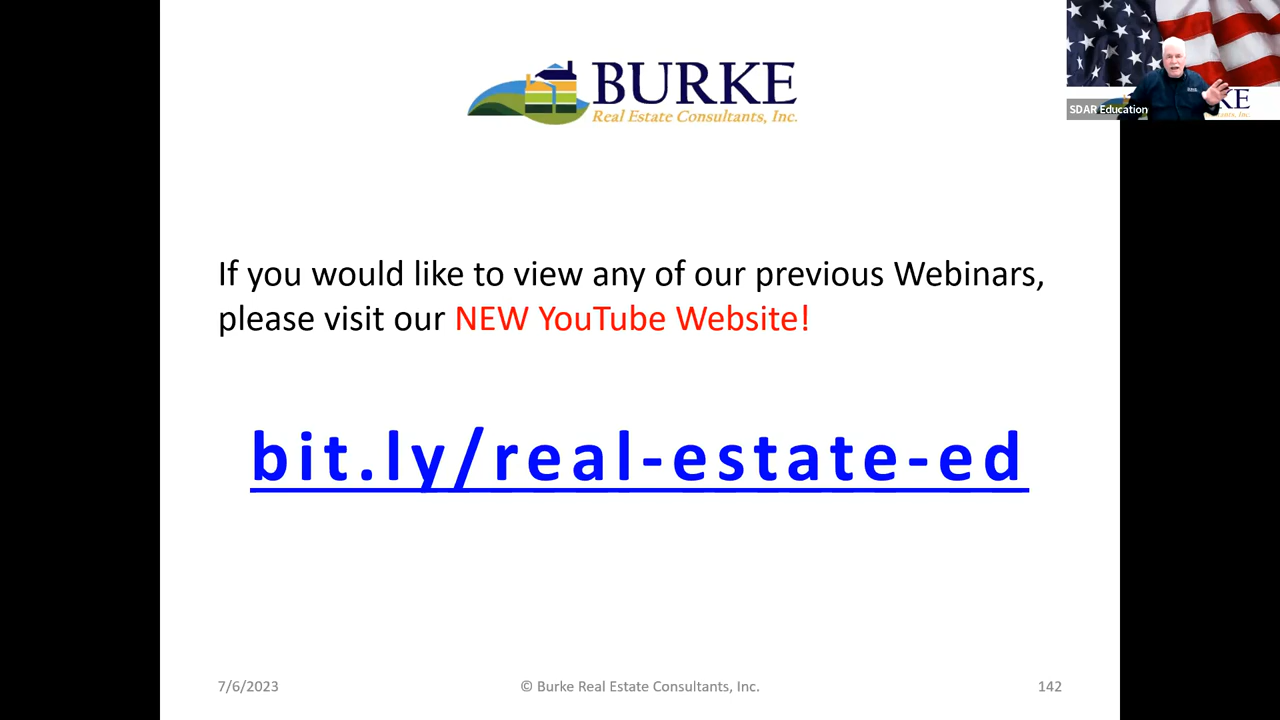 BURKE
Real Estate Consultants, Inc.
SDAR Education
If you would like to view any of our previous Webinars,
please visit our NEW YouTube Website!
bit.ly/real-estate-ed
7/6/2023
© Burke Real Estate Consultants, Inc.
142